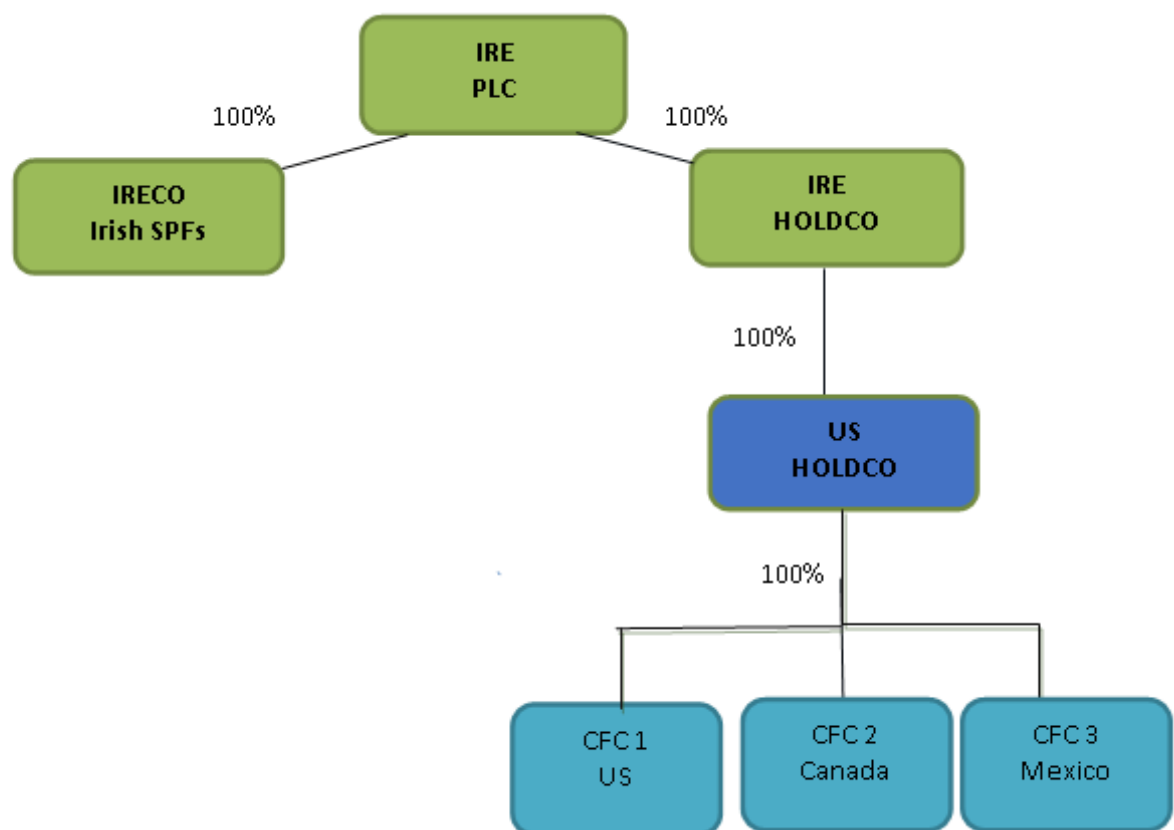 IRE
PLC
100%
100%
IRECO
Irish SPFs
IRE
HOLDCO
100%
US
HOLDCO
100%
CFC 1
US
CFC 2
Canada
CFC 3
Mexico